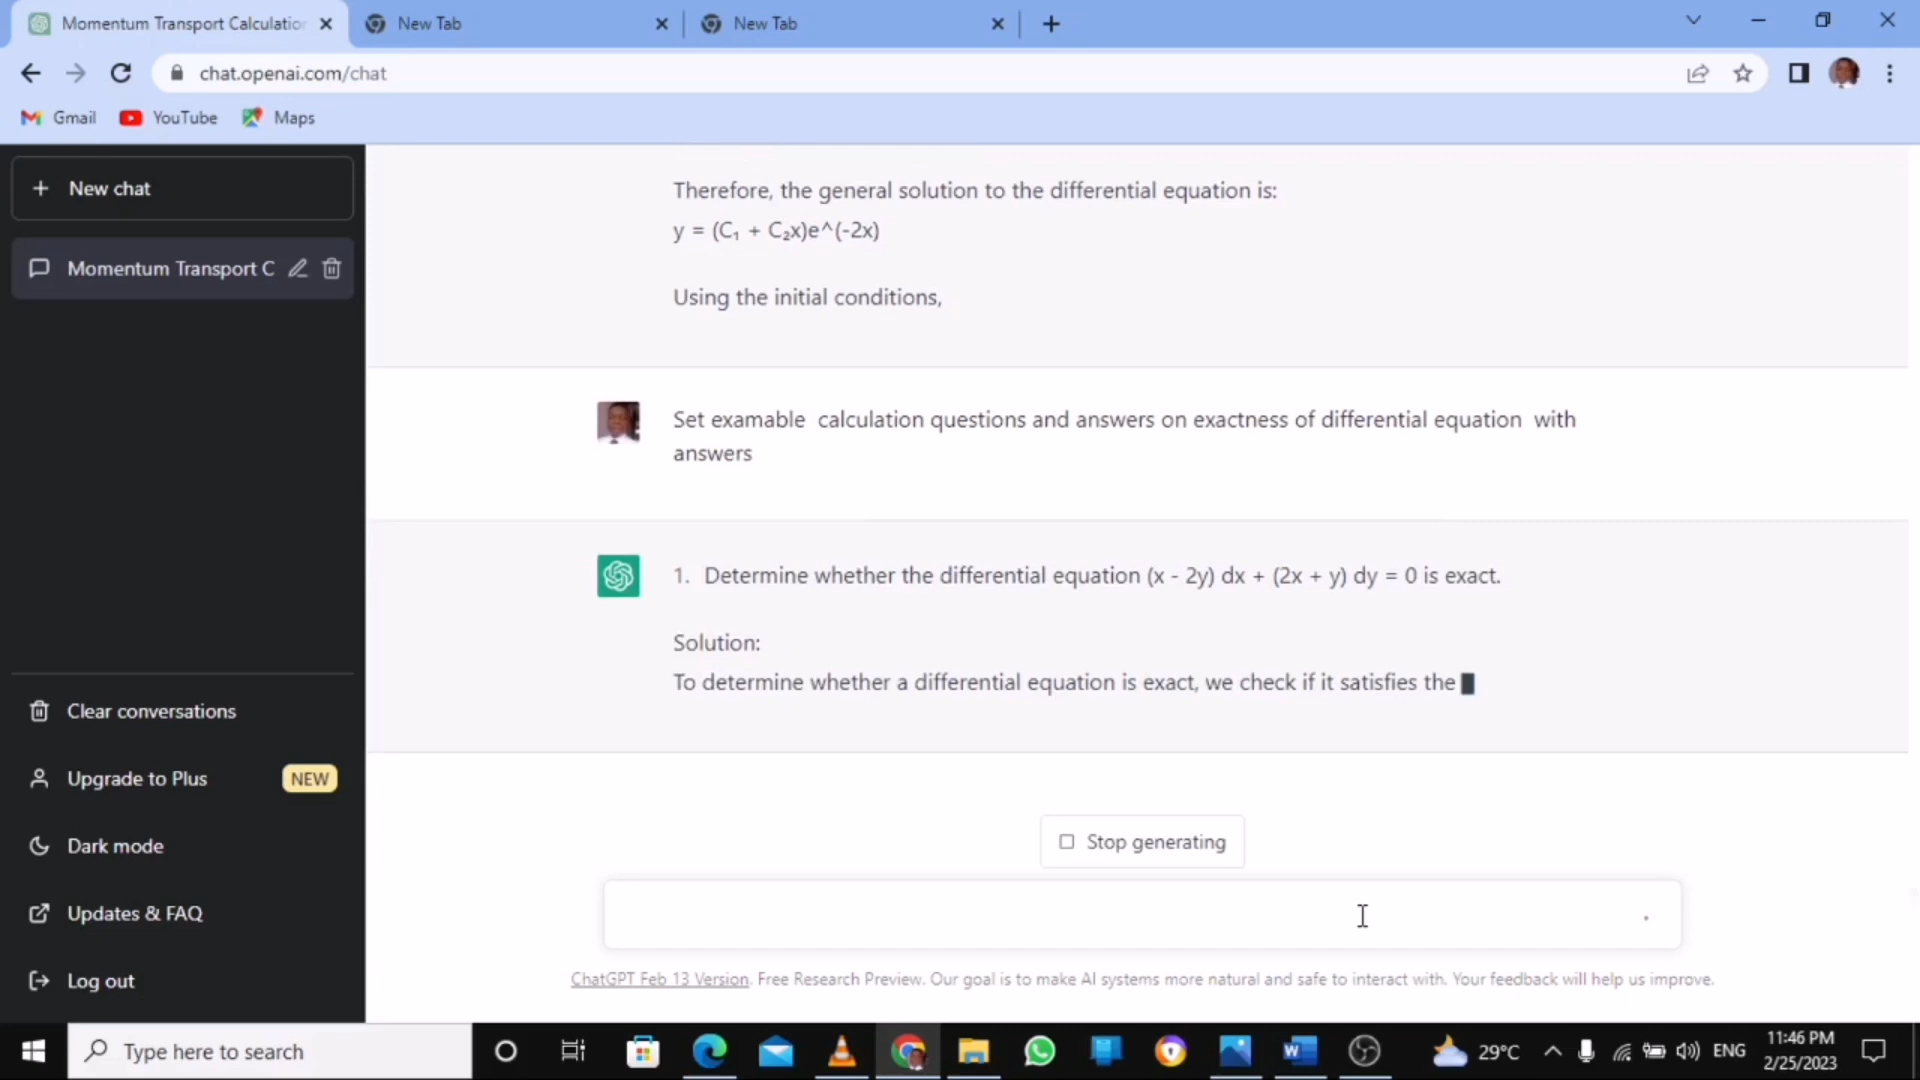 Momentum Transport Calculation
New Tab
New Tab
chat.openai.com/chat
Gmail
YouTube
Maps
New chat
Momentum Transport C
Therefore, the general solution to the differential equation is:
y = (C₁ + C₂x)e^(-2x)
Using the initial conditions,
Set examable calculation questions and answers on exactness of differential equation with
answers
1. Determine whether the differential equation (x - 2y) dx + (2x + y) dy = 0 is exact.
Solution:
To determine whether a differential equation is exact, we check if it satisfies the
Clear conversations
Upgrade to Plus
NEW
Dark mode
Updates & FAQ
Log out
Stop generating
ChatGPT Feb 13 Version. Free Research Preview. Our goal is to make AI systems more natural and safe to interact with. Your feedback will help us improve.
Type here to search
29°C
ENG
11:46 PM
2/25/2023